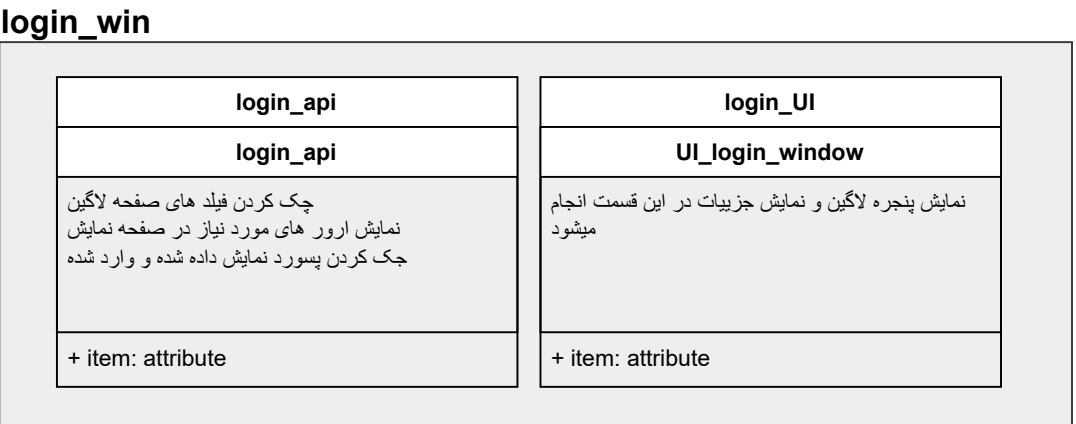 login_win
login_api
login_api
چک کردن فیلد های صفحه لاگین
نمایش ارور های مورد نیاز در صفحه نمایش
جک کردن پسورد نمایش داده شده و وارد شده
+ item: attribute
login_UI
UI_login_window
نمایش پنجره لاگین و نمایش جزییات در این قسمت انجام
میشود
+ item: attribute